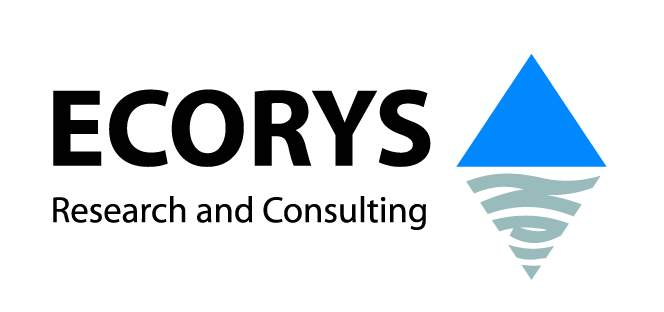 ECORYS
Research and Consulting